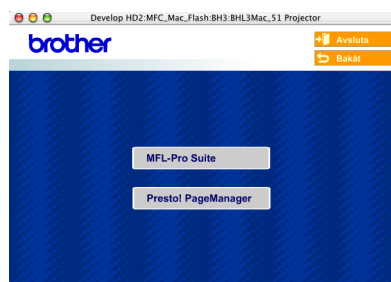 Develop HD2:MFC_Mac_Flash:BH3:BHL3Mac_51 Projector
brother
Avsluta
Bakåt
MFL-Pro Suite
Presto! PageManager